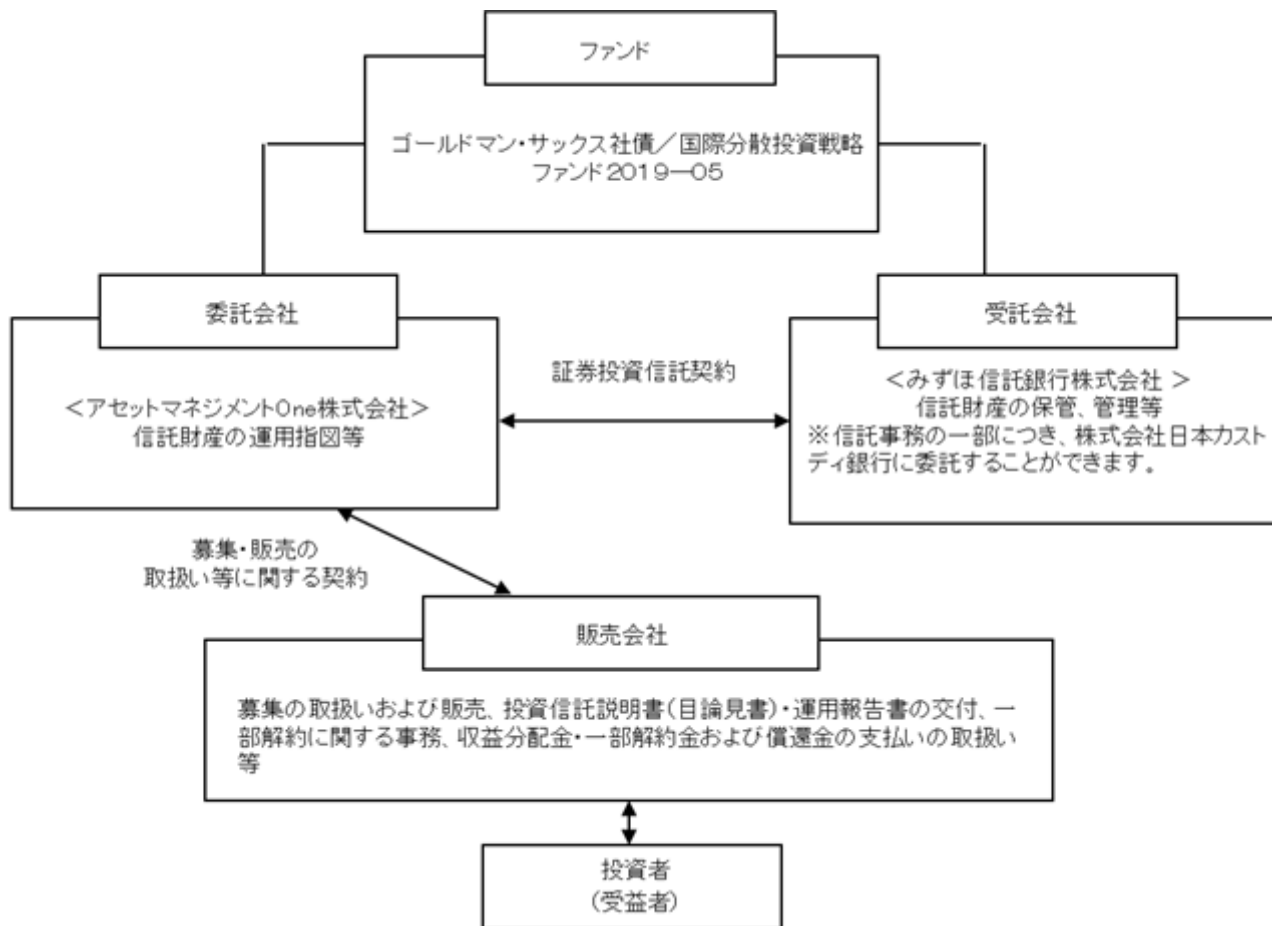 ファンド
ゴールドマン・サックス社債／国際分散投資戦略
ファンド2019―05
委託会社
＜アセットマネジメントOne株式会社＞
信託財産の運用指図等
証券投資信託契約
受託会社
＜みずほ信託銀行株式会社＞
信託財産の保管、管理等
※信託事務の一部につき、株式会社日本カスト
ディ銀行に委託することができます。
募集・販売の
取扱い等に関する契約
販売会社
募集の取扱いおよび販売、投資信託説明書(目論見書)・運用報告書の交付、一
部解約に関する事務、収益分配金・一部解約金および償還金の支払いの取扱い
等
投資者
(受益者)